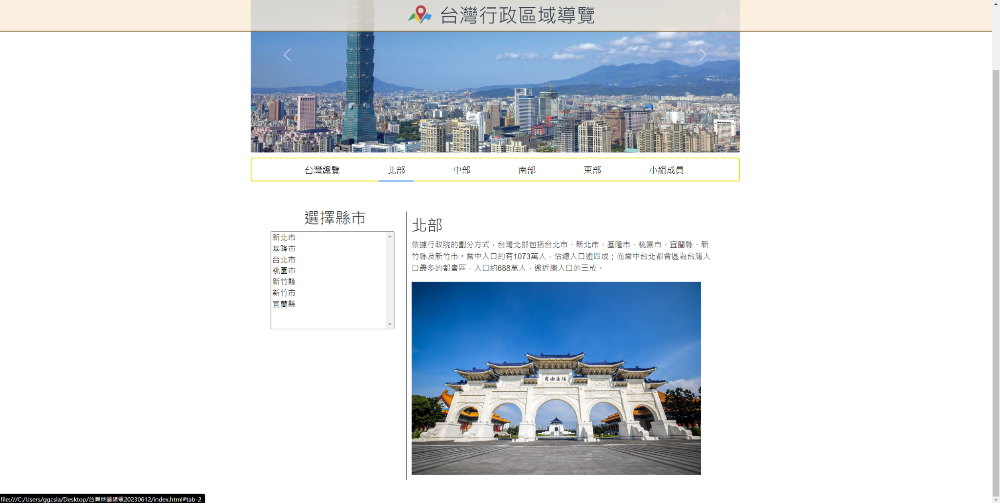 台灣行政區域導覽
台灣總覽 北部 中部 南部 東部 小組成員
選擇縣市
新北市
基隆市
台北市
桃園市
新竹縣
新竹市
宜蘭縣
北部
依據行政院的劃分方式，台灣北部包括台北市、新北市、基隆市、桃園市、宜蘭縣、新
竹縣及新竹市。當中人口約有1073萬人，佔總人口逾四成；而當中台北都會區為台灣人
口最多的都會區，人口約688萬人，逾近總人口的三成。
自由廣場
file:///C:/Users/ggcsla/Desktop/台灣地圖總覽20230612/index.html#tab-2